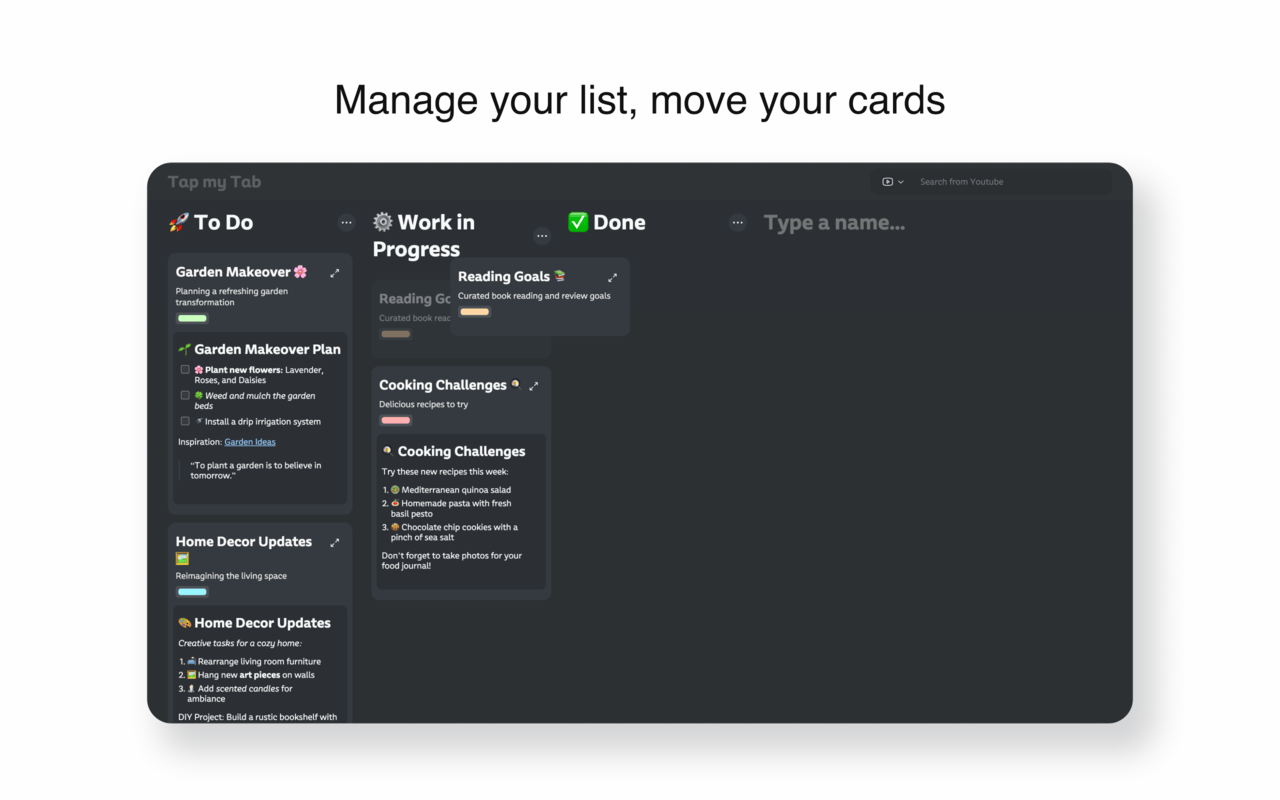 Manage your list, move your cards
Tap my Tab
Search from Youtube
🚀 To Do
⚙️ Work in
Progress
✅ Done
Type a name...
Garden Makeover 🌸
Planning a refreshing garden
transformation
🌱 Garden Makeover Plan
🌸 Plant new flowers: Lavender,
Roses, and Daisies
🍀 Weed and mulch the garden
beds
🚿 Install a drip irrigation system
Inspiration: Garden Ideas
“To plant a garden is to believe in
tomorrow.”
Home Decor Updates
🖼️
Reimagining the living space
🎨 Home Decor Updates
Creative tasks for a cozy home:
1. 🛋️ Rearrange living room furniture
2. 🖼️ Hang new art pieces on walls
3. 🕯️ Add scented candles for
ambiance
DIY Project: Build a rustic bookshelf with
Reading Go
Curated book reac
Reading Goals 📚
Curated book reading and review goals
Cooking Challenges 🍳
Delicious recipes to try
🍳 Cooking Challenges
Try these new recipes this week:
1. 🥗 Mediterranean quinoa salad
2. 🍝 Homemade pasta with fresh
basil pesto
3. 🍪 Chocolate chip cookies with a
pinch of sea salt
Don't forget to take photos for your
food journal!